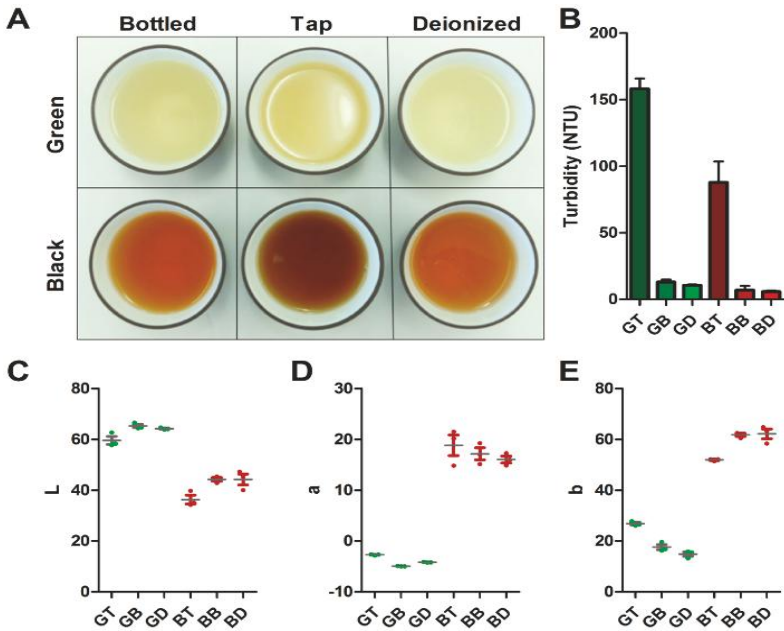 A
Bottled Tap Deionized
Green
Black
B
Turbidity (NTU)
200
150
100
50
0
GT GB GD BT BB BD
C
L
80
60
40
20
0
GT GB GD BT BB BD
D
a
30
20
10
0
-10
GT GB GD BT BB BD
E
b
80
60
40
20
0
GT GB GD BT BB BD